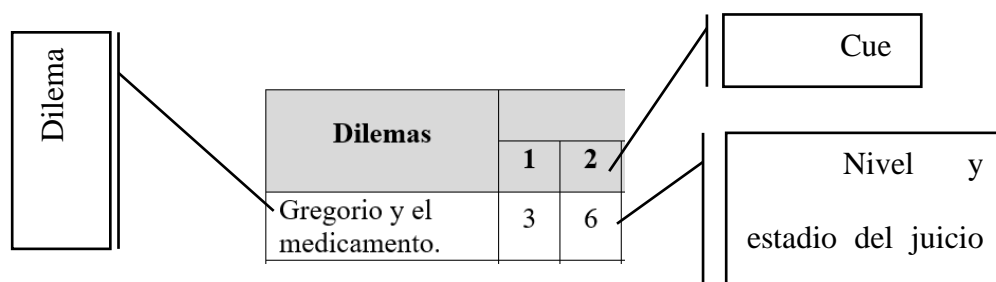 Dilema
Cue
Dilemas
1 2
Gregorio y el 3 6
medicamento.
Nivel y
estadio del juicio